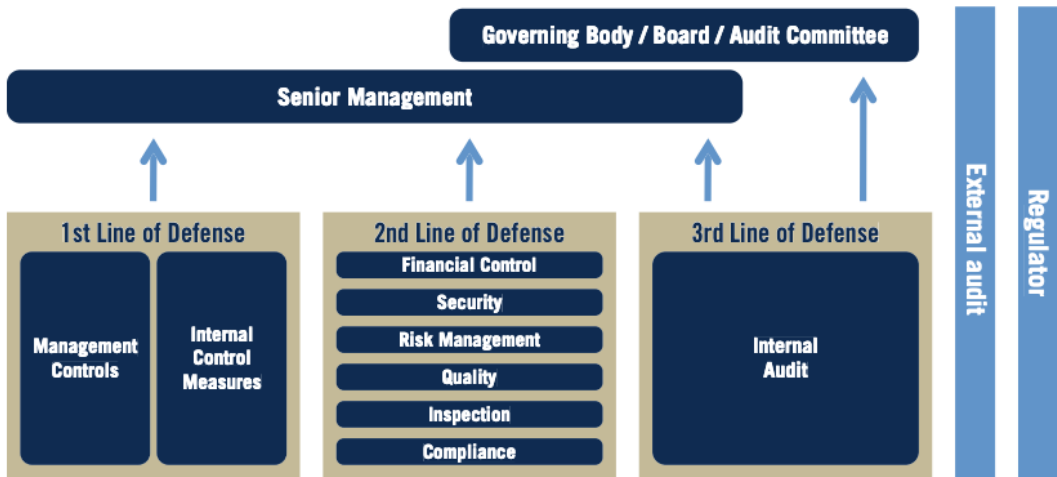 Governing Body / Board / Audit Committee
Senior Management
1st Line of Defense
Management
Controls
Internal
Control
Measures
2nd Line of Defense
Financial Control
Security
Risk Management
Quality
Inspection
Compliance
3rd Line of Defense
Internal
Audit
External audit
Regulator